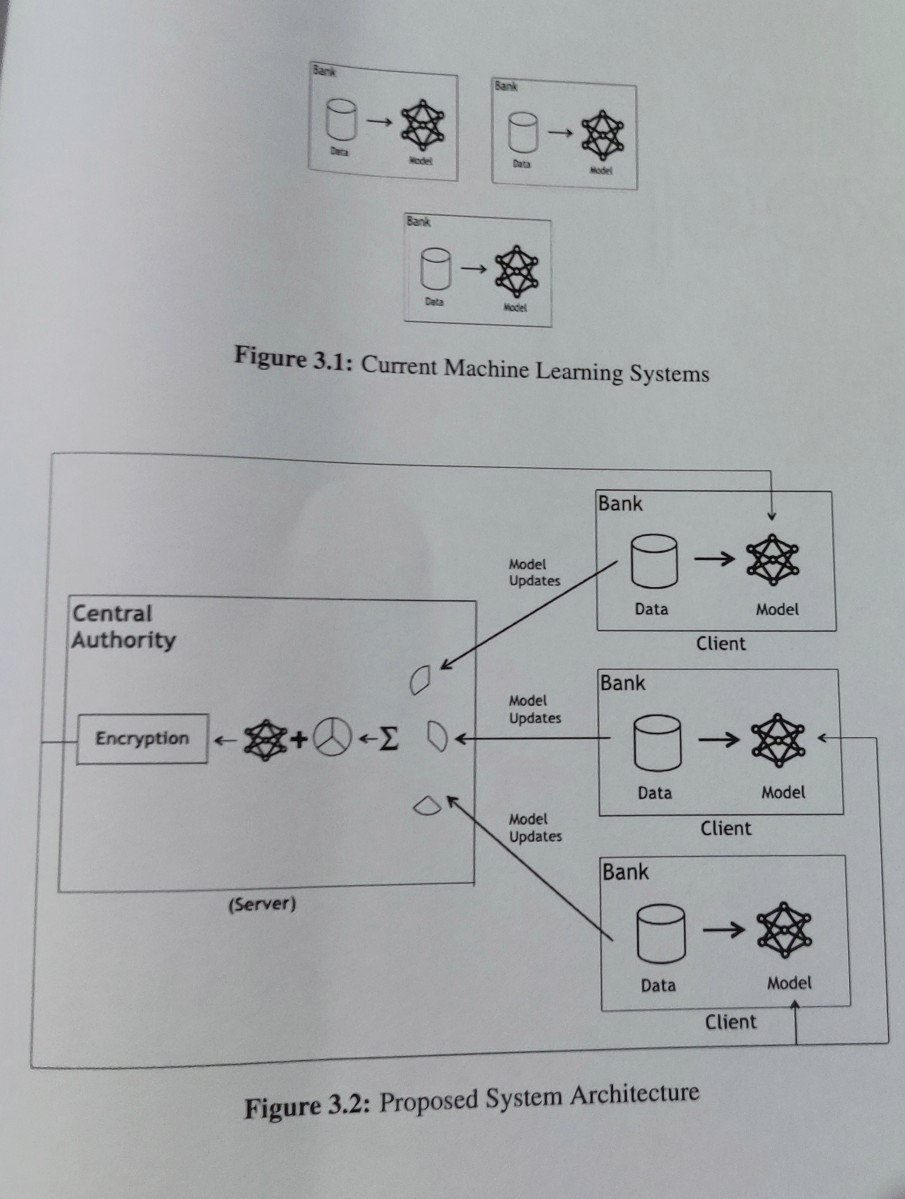 Bank
Data
Model
Bank
Data
Model
Bank
Data
Model
Figure 3.1: Current Machine Learning Systems
Bank
Data
Model
Client
Model
Updates
Central
Authority
Encryption
+
Σ
(Server)
Bank
Data
Model
Client
Model
Updates
Bank
Data
Model
Client
Model
Updates
Figure 3.2: Proposed System Architecture